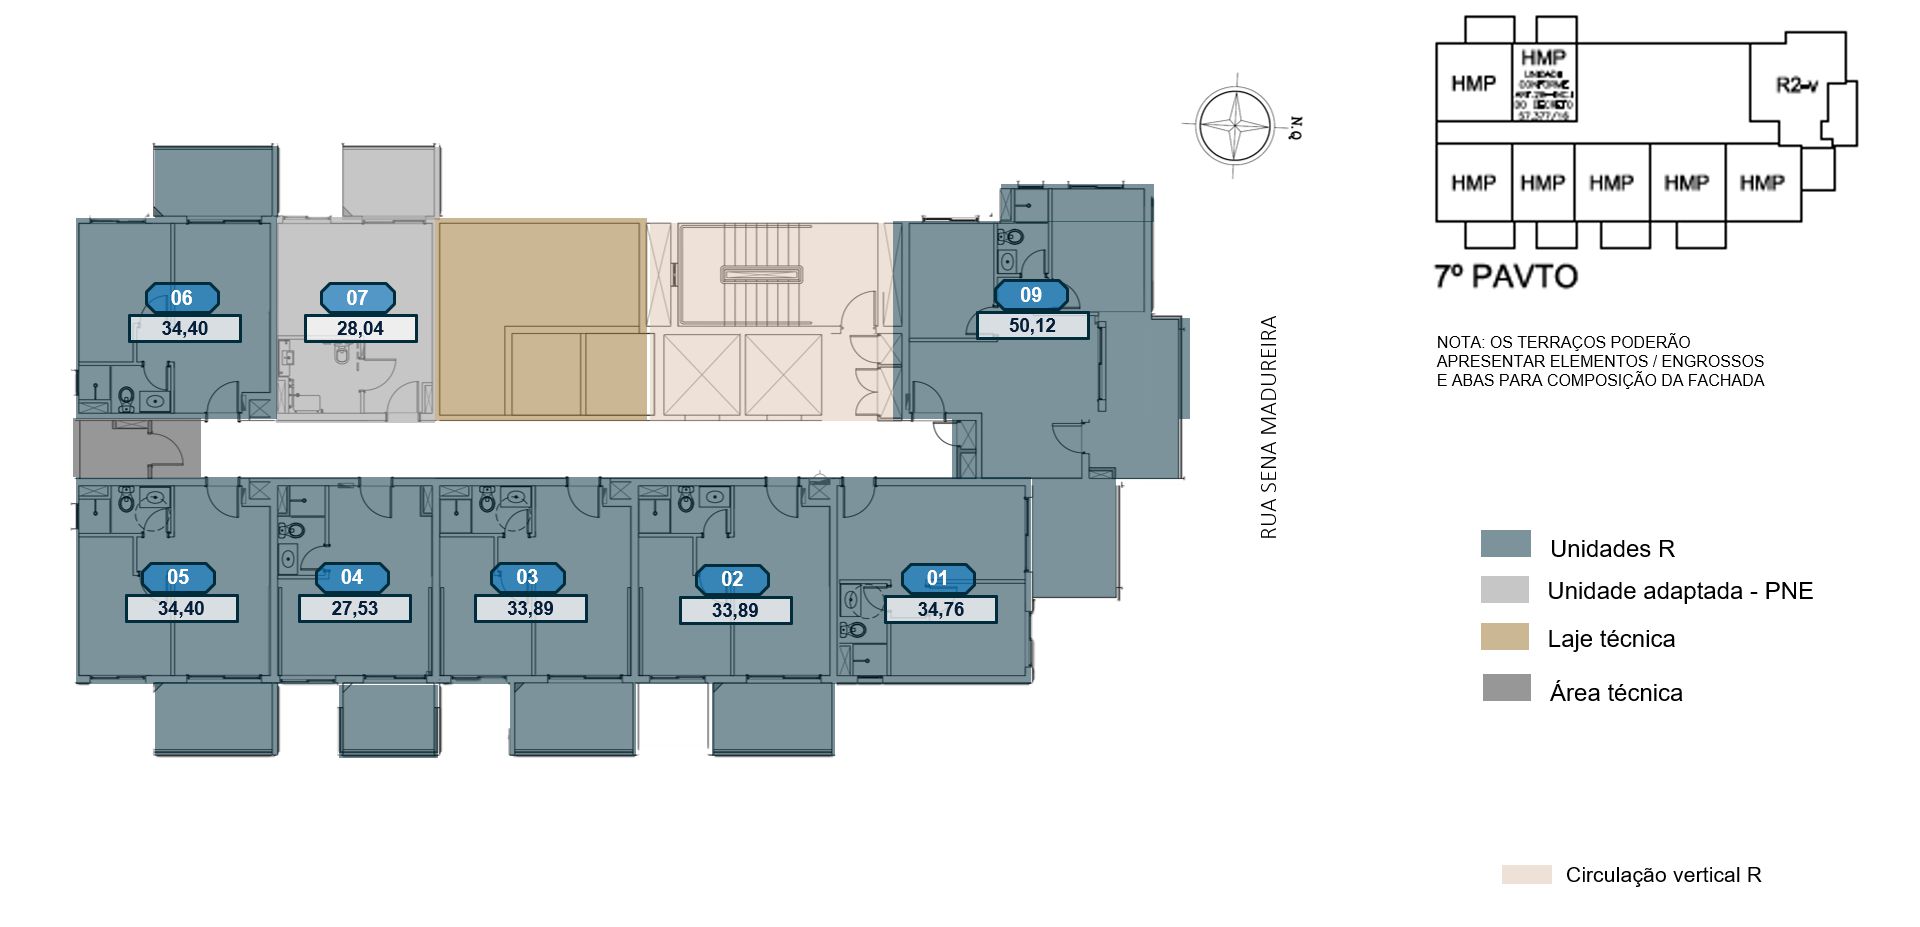 HMP
HMP
UNIDADE
CONFORME
DO DECRETO
57.377/16
R2-v
HMP
HMP
HMP
HMP
HMP
7º PAVTO
N.Q.
NOTA: OS TERRAÇOS PODERÃO
APRESENTAR ELEMENTOS / ENGROSSOS
E ABAS PARA COMPOSIÇÃO DA FACHADA
06
34,40
07
28,04
09
50,12
RUA SENA MADUREIRA
05
34,40
04
27,53
03
33,89
02
33,89
01
34,76
Unidades R
Unidade adaptada - PNE
Laje técnica
Área técnica
Circulação vertical R